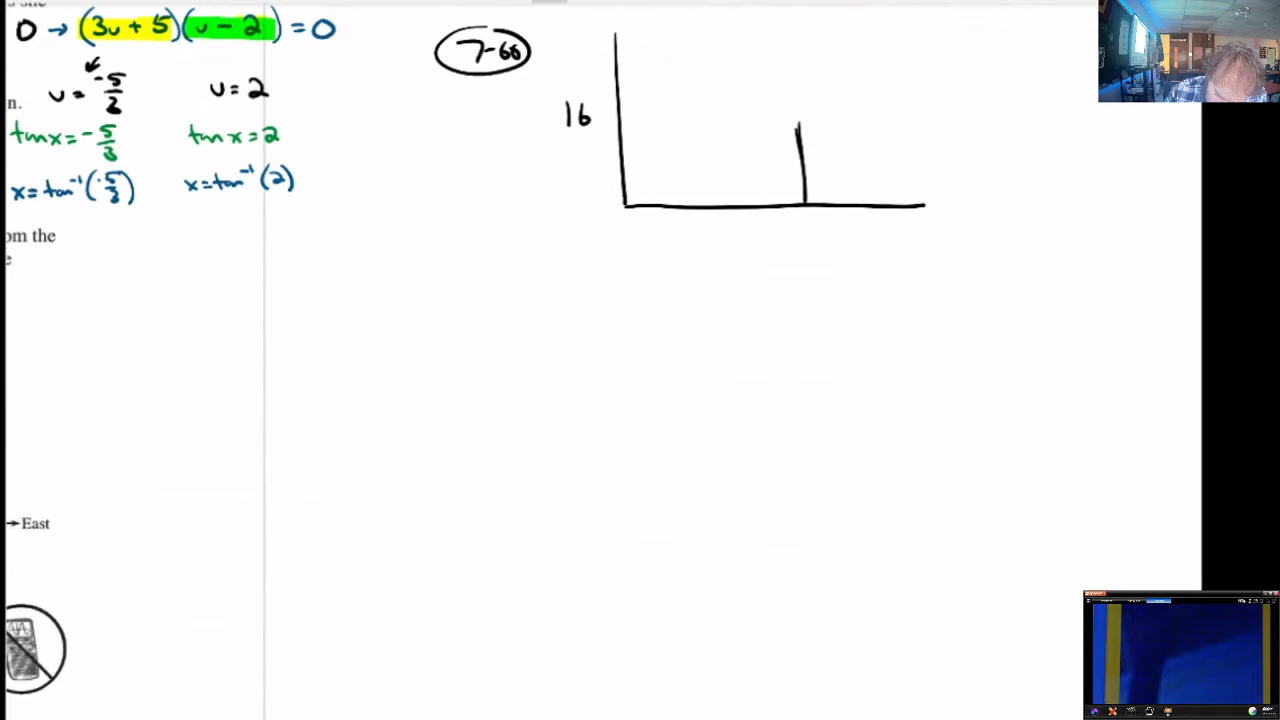 0 → (3u + 5)(u - 2) = 0
u = -5/2
u = 2
n.
tan x = -5/3
tan x = 2
x = tan⁻¹(-5/3)
x = tan⁻¹(2)
om the
→ East
7-66
16